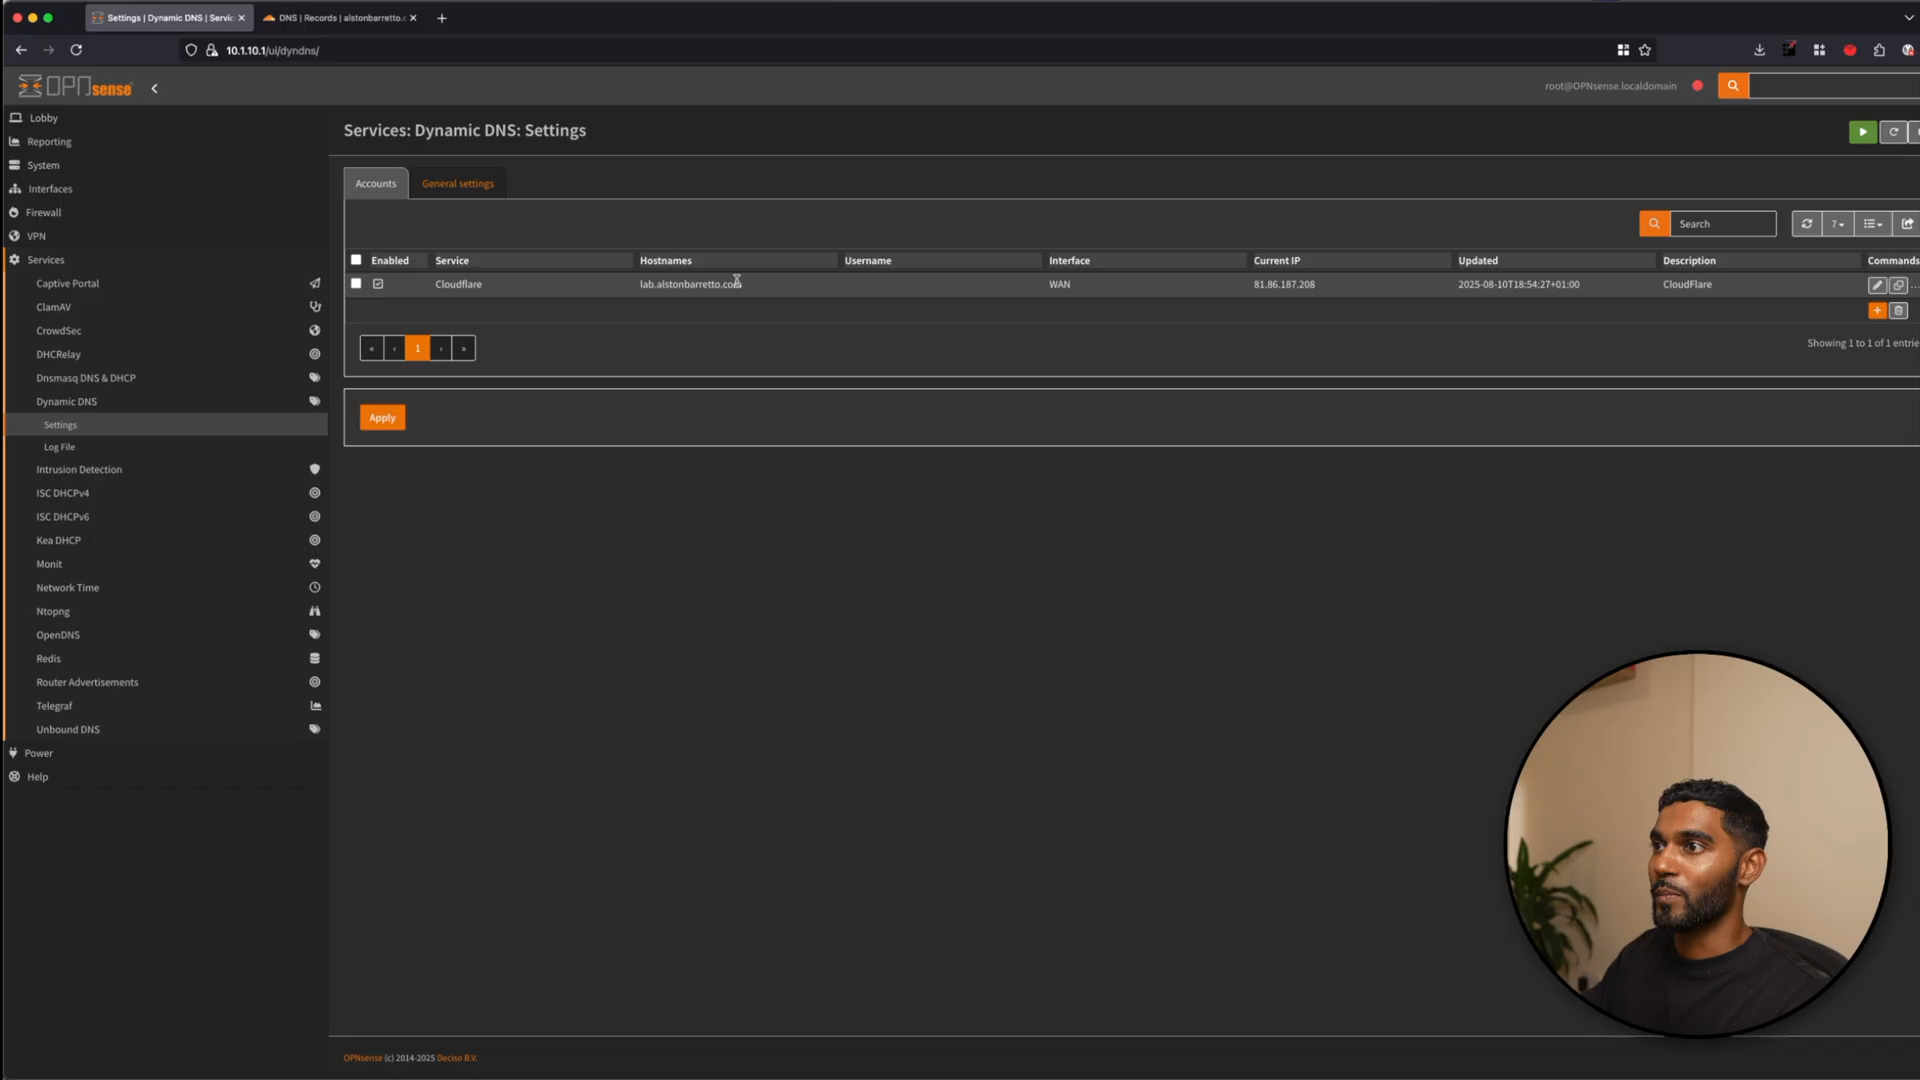 Settings | Dynamic DNS | Servic
DNS | Records | alstonbarretto.c
10.1.10.1/ui/dyndns/
OPNsense
root@OPNsense.localdomain
Lobby
Reporting
System
Interfaces
Firewall
VPN
Services
Captive Portal
ClamAV
CrowdSec
DHCRelay
Dnsmasq DNS & DHCP
Dynamic DNS
Settings
Log File
Intrusion Detection
ISC DHCPv4
ISC DHCPv6
Kea DHCP
Monit
Network Time
Ntopng
OpenDNS
Redis
Router Advertisements
Telegraf
Unbound DNS
Power
Help
Services: Dynamic DNS: Settings
Accounts General settings
Search
7
Enabled Service Hostnames Username Interface Current IP Updated Description Commands
Cloudflare lab.alstonbarretto.com WAN 81.86.187.208 2025-08-10T18:54:27+01:00 CloudFlare
« ‹ 1 › »
Showing 1 to 1 of 1 entrie
Apply
OPNsense (c) 2014-2025 Deciso B.V.